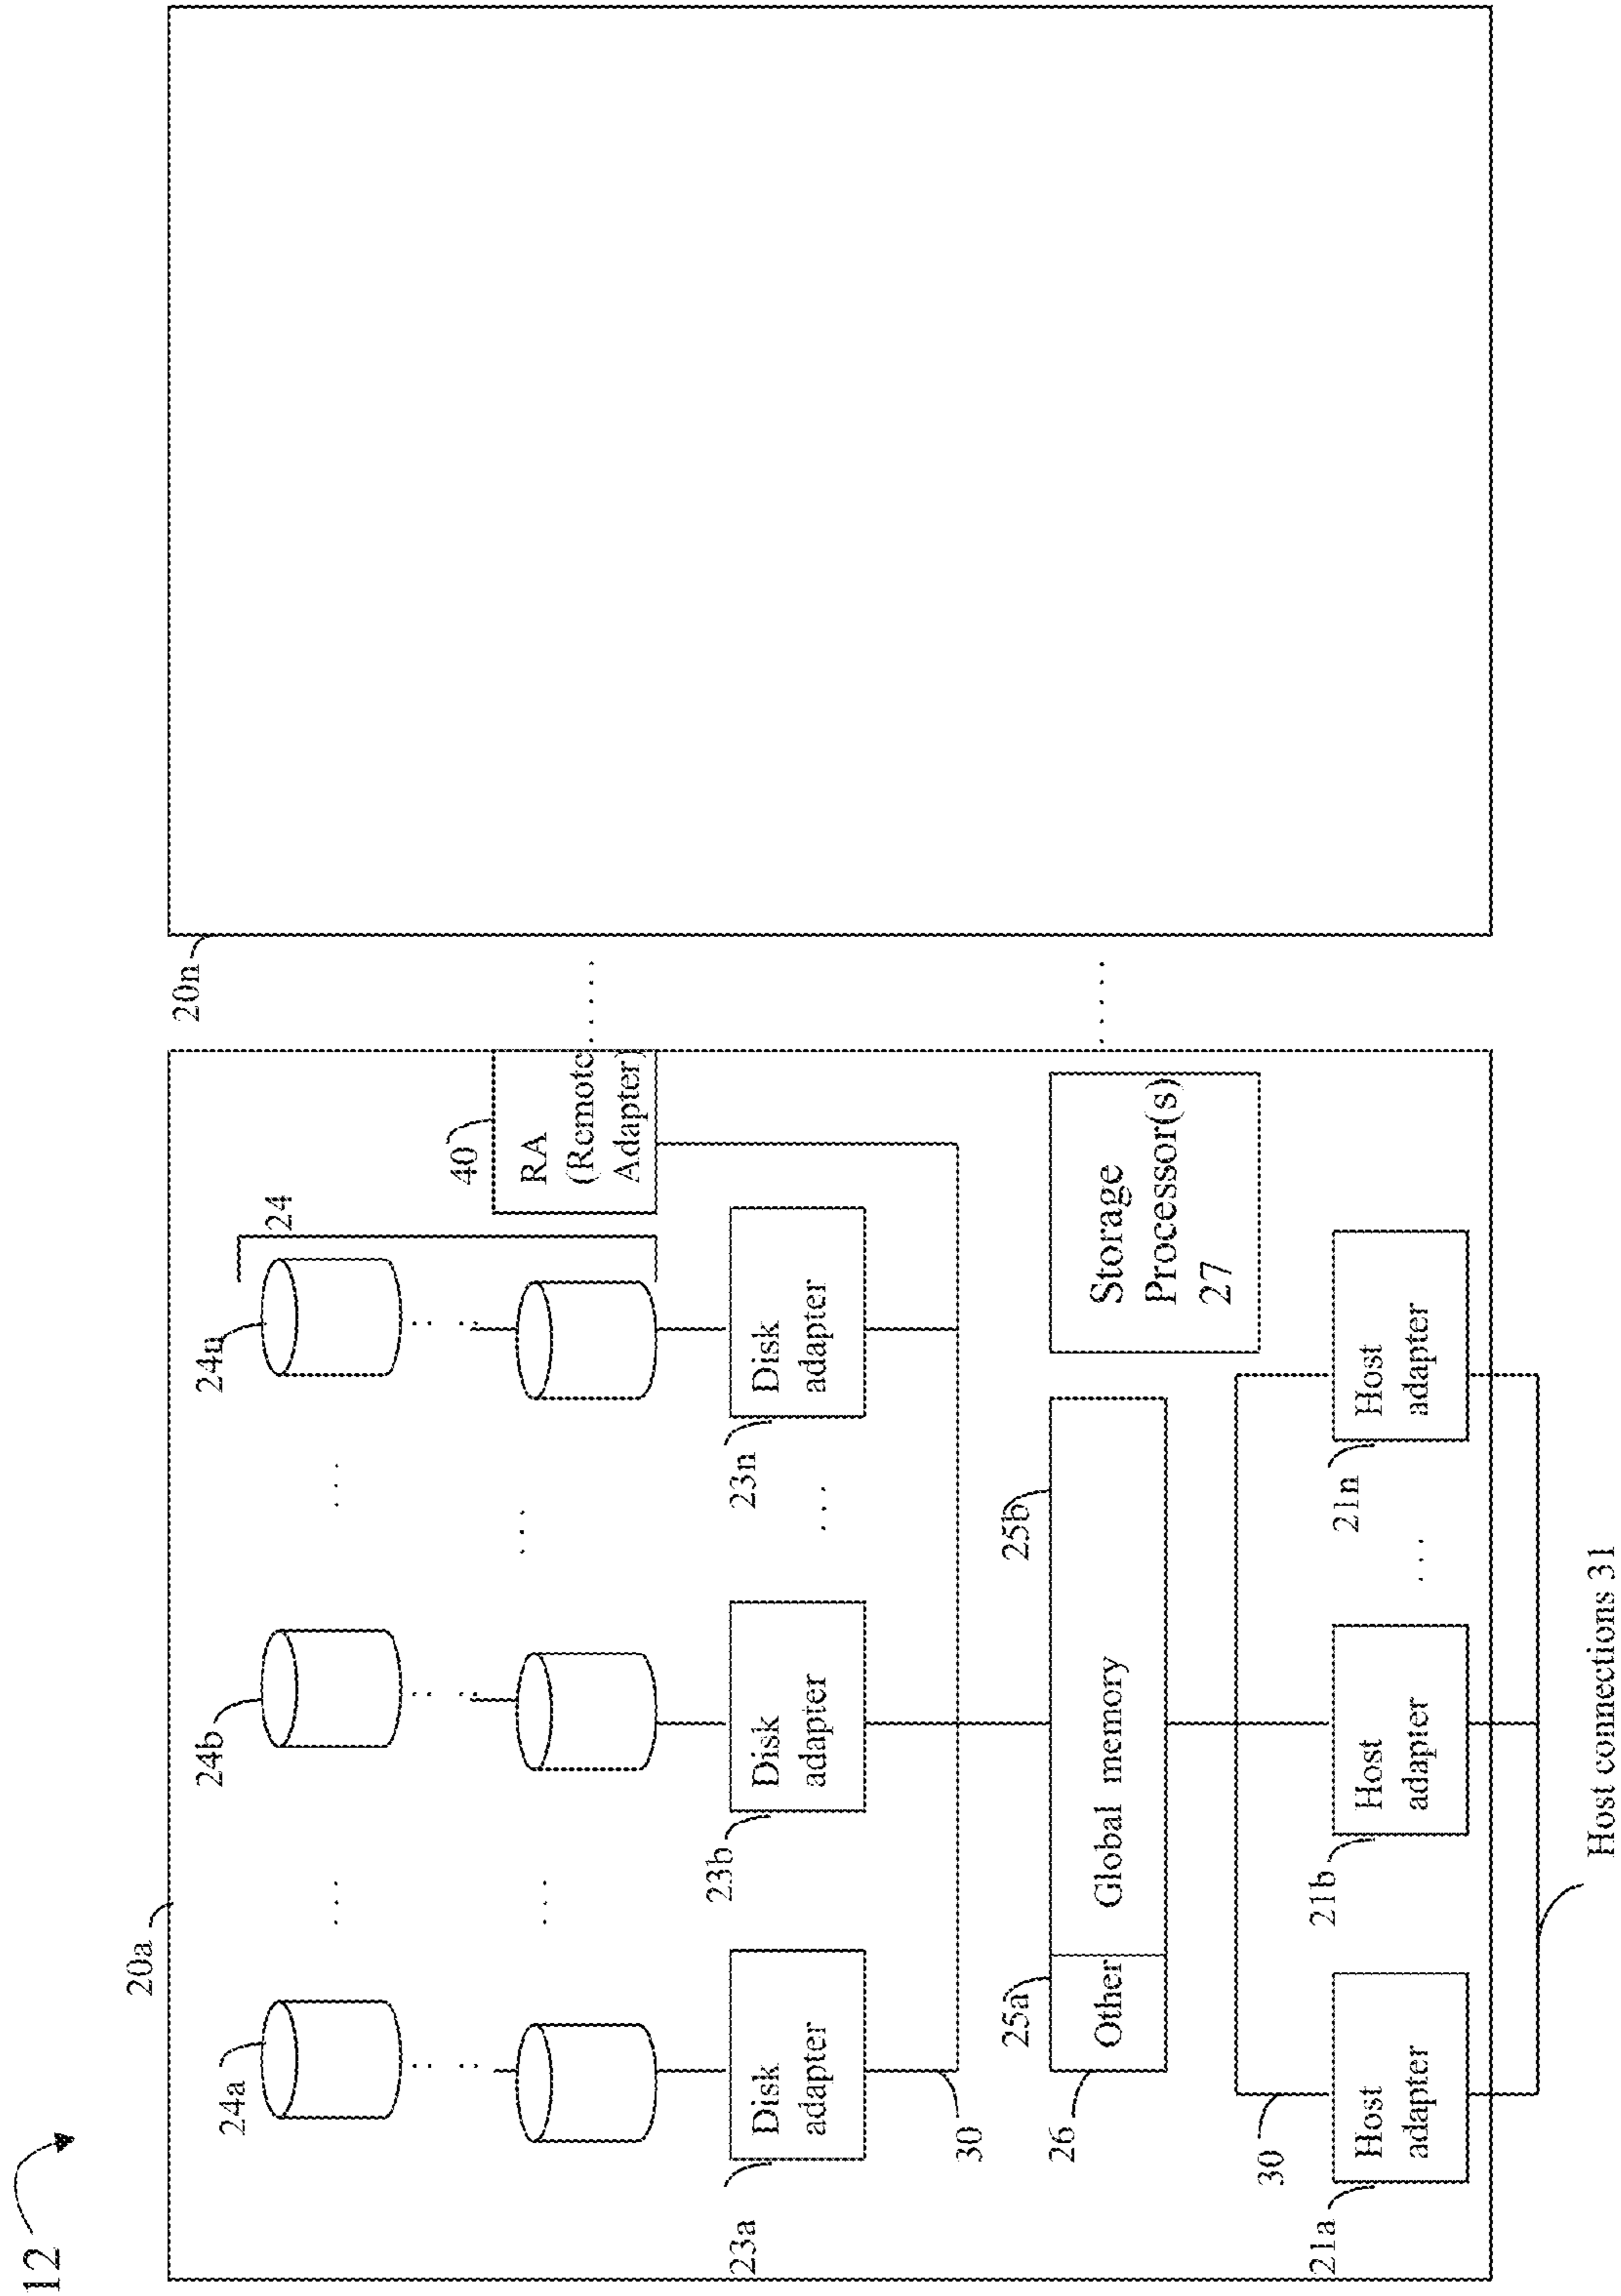 12
20a
20n
24a
24b
24n
24
40
RA
(Remote
Adapter)
23a
Disk
adapter
23b
Disk
adapter
23n
Disk
adapter
30
25a
25b
26
Other
Global memory
Storage
Processor(s)
27
30
21a
Host
adapter
21b
Host
adapter
21n
Host
adapter
Host connections 31